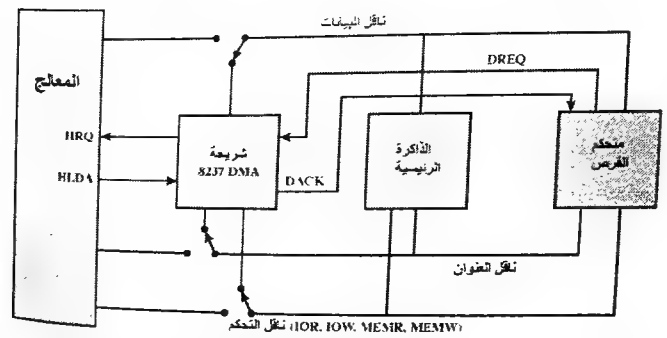 ناقل البيانات
المعالج
DREQ
HRQ
شريحة
8237 DMA
الذاكرة
الرئيسية
متحكم
القرص
HLDA
DACK
ناقل العنوان
ناقل التحكم (IOR, IOW, MEMR, MEMW)